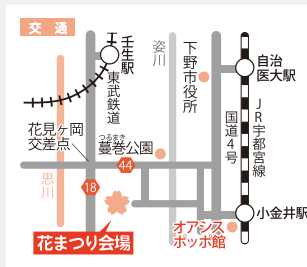 交通
壬生駅
東武鉄道
姿川
下野市役所
自治
医大駅
花見ヶ岡
交差点
つるまき
蔓巻公園
国道4号
JR宇都宮線
44
思川
18
小金井駅
オアシス
ポッポ館
花まつり会場